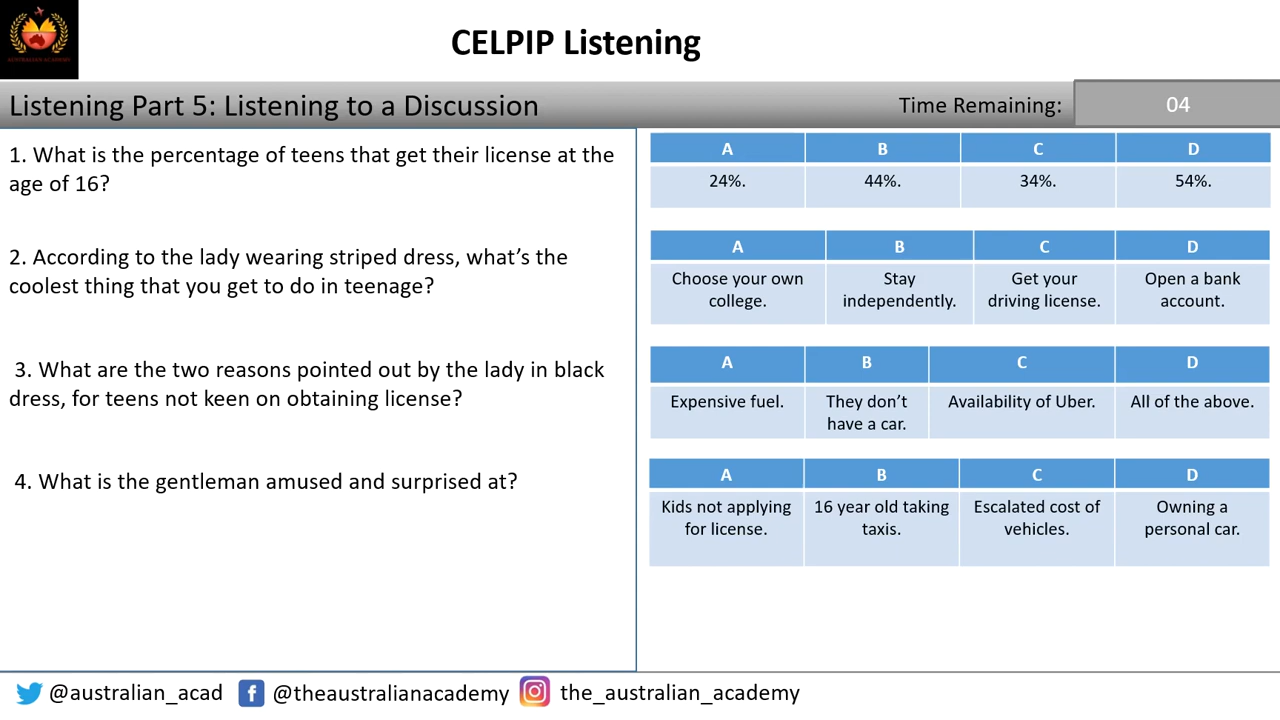 CELPIP Listening
Listening Part 5: Listening to a Discussion
Time Remaining:
04
1. What is the percentage of teens that get their license at the
age of 16?
A B C D
24%. 44%. 34%. 54%.
2. According to the lady wearing striped dress, what’s the
coolest thing that you get to do in teenage?
A B C D
Choose your own Stay Get your Open a bank
college. independently. driving license. account.
3. What are the two reasons pointed out by the lady in black
dress, for teens not keen on obtaining license?
A B C D
Expensive fuel. They don’t Availability of Uber. All of the above.
have a car.
4. What is the gentleman amused and surprised at?
A B C D
Kids not applying 16 year old taking Escalated cost of Owning a
for license. taxis. vehicles. personal car.
@australian_acad @theaustralianacademy the_australian_academy